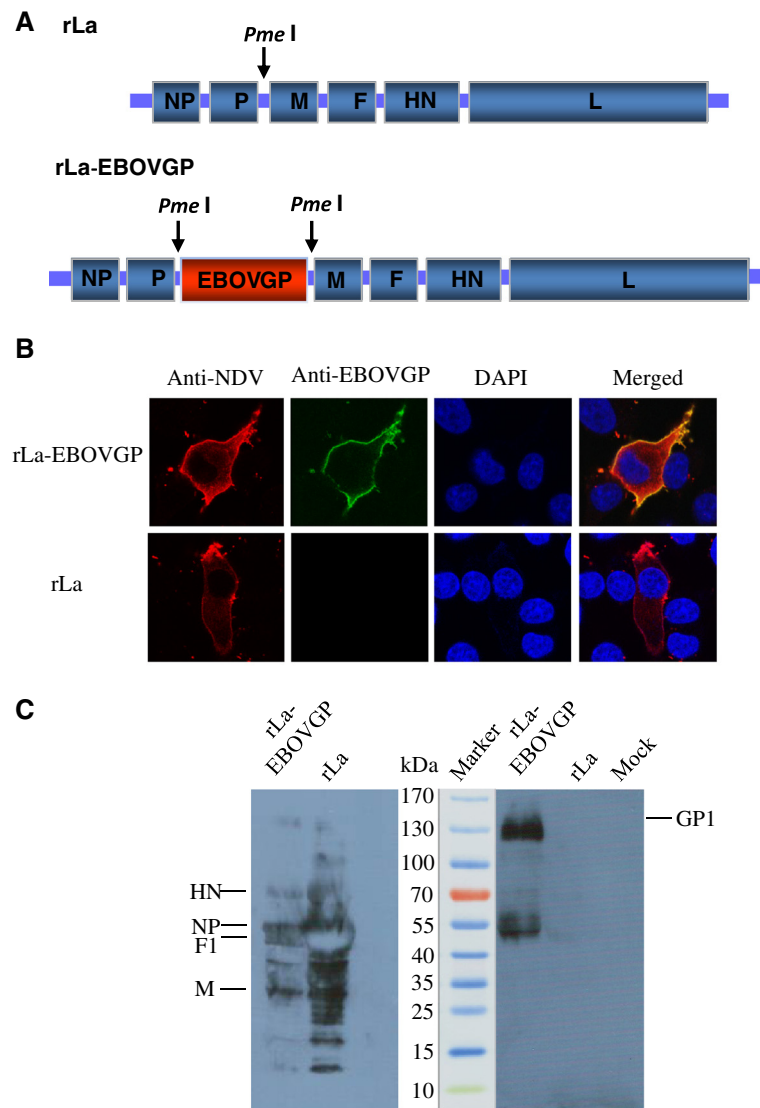 A
rLa
Pme I
NP P M F HN L
rLa-EBOVGP
Pme I Pme I
NP P EBOVGP M F HN L
B
Anti-NDV Anti-EBOVGP DAPI Merged
rLa-EBOVGP
rLa
C
rLa-
EBOVGP
rLa
kDa
Marker
rLa-
EBOVGP
rLa
Mock
170
130
100
70
55
40
35
25
15
10
HN
NP
F1
M
GP1